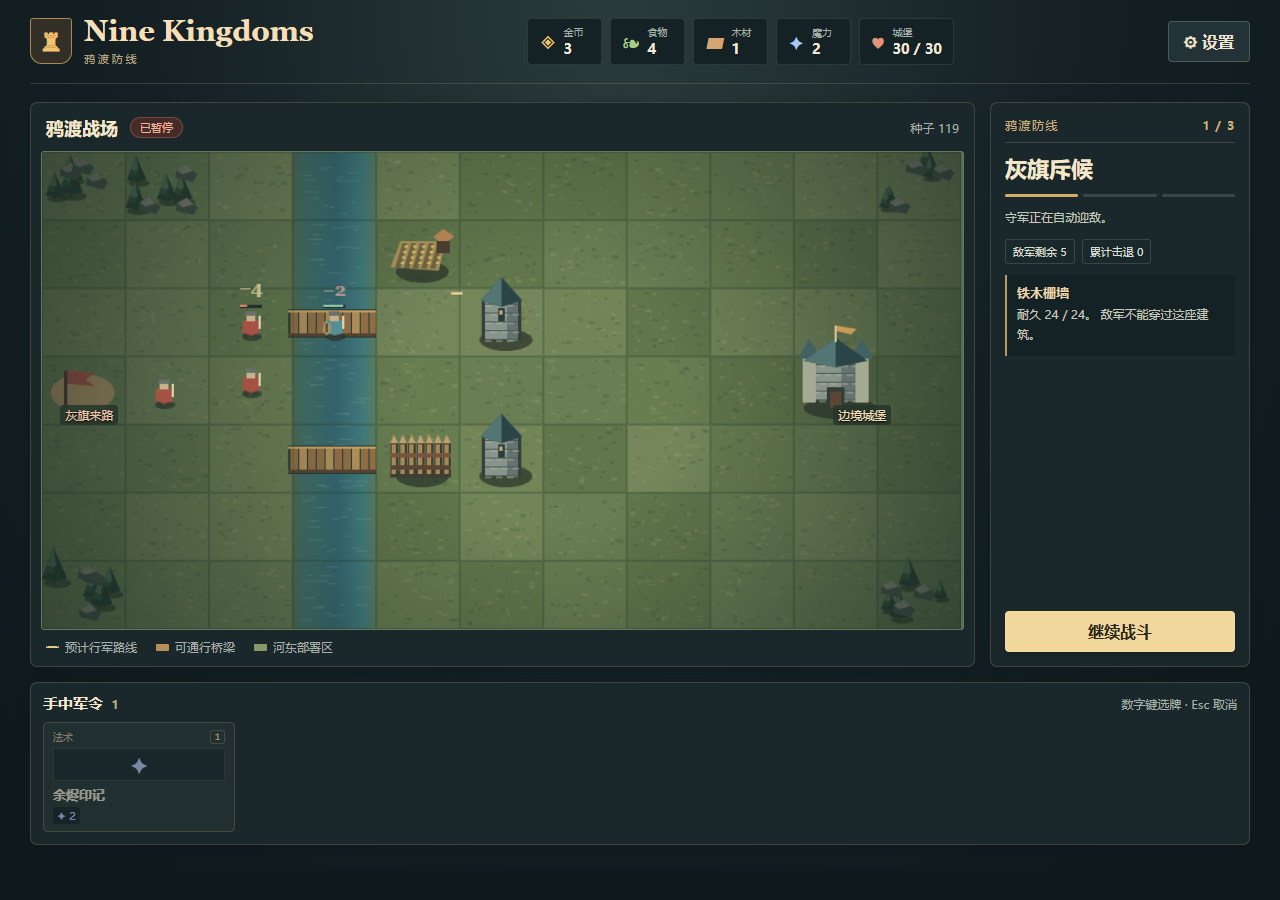 Nine Kingdoms
鸦渡防线
金币
3
食物
4
木材
1
魔力
2
城堡
30 / 30
设置
鸦渡战场
已暂停
种子 119
−4
−2
灰旗来路
边境城堡
预计行军路线
可通行桥梁
河东部署区
鸦渡防线
1 / 3
灰旗斥候
守军正在自动迎敌。
敌军剩余 5
累计击退 0
铁木栅墙
耐久 24 / 24。 敌军不能穿过这座建
筑。
继续战斗
手中军令 1
数字键选牌 · Esc 取消
法术
1
余烬印记
2